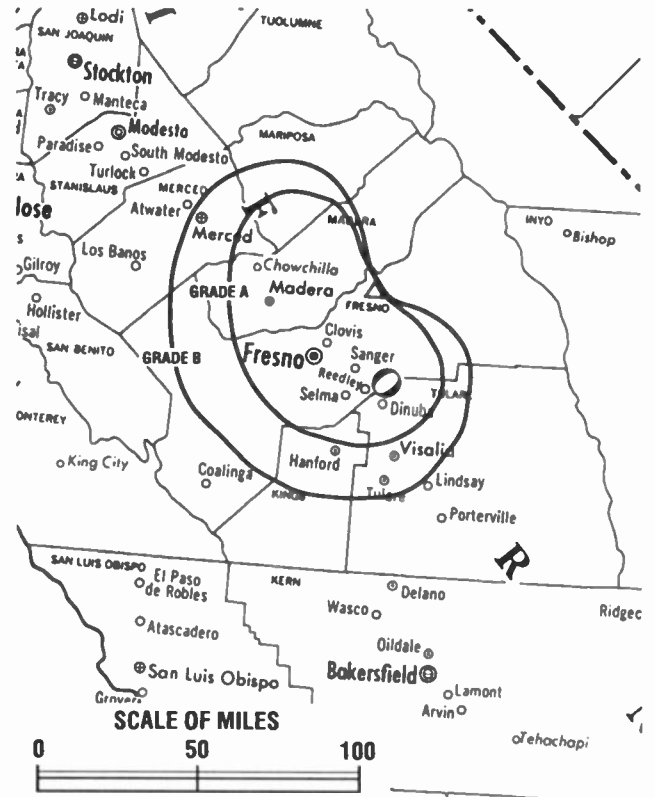 Lodi
TUOLUMNE
SAN JOAQUIN
Stockton
Tracy
Manteca
Modesto
MARIPOSA
Paradise
South Modesto
Turlock
STANISLAUS
MERCED
Atwater
Merced
MADARA
INYO
Bishop
Los Banos
Gilroy
Chowchilla
GRADE A
Madera
FRESNO
Hollister
SAN BENITO
Clovis
GRADE B
Fresno
Sanger
Reedley
Selma
TULARE
Dinuba
Visalia
Hanford
King City
Coalinga
KINGS
Tulare
Lindsay
Porterville
R
SAN LUIS OBISPO
El Paso
de Robles
KERN
Delano
Wasco
Ridgec
Atascadero
Oildale
Bakersfield
San Luis Obispo
Lamont
Arvin
Grover
Tehachapi
SCALE OF MILES
0 50 100